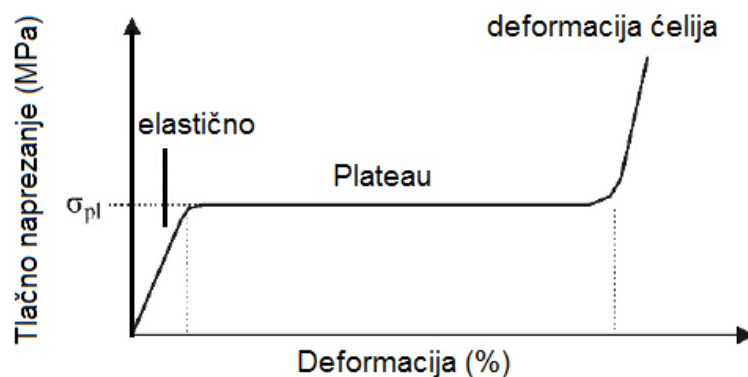 deformacija ćelija
Tlačno naprezanje (MPa)
elastično
Plateau
σpl
Deformacija (%)